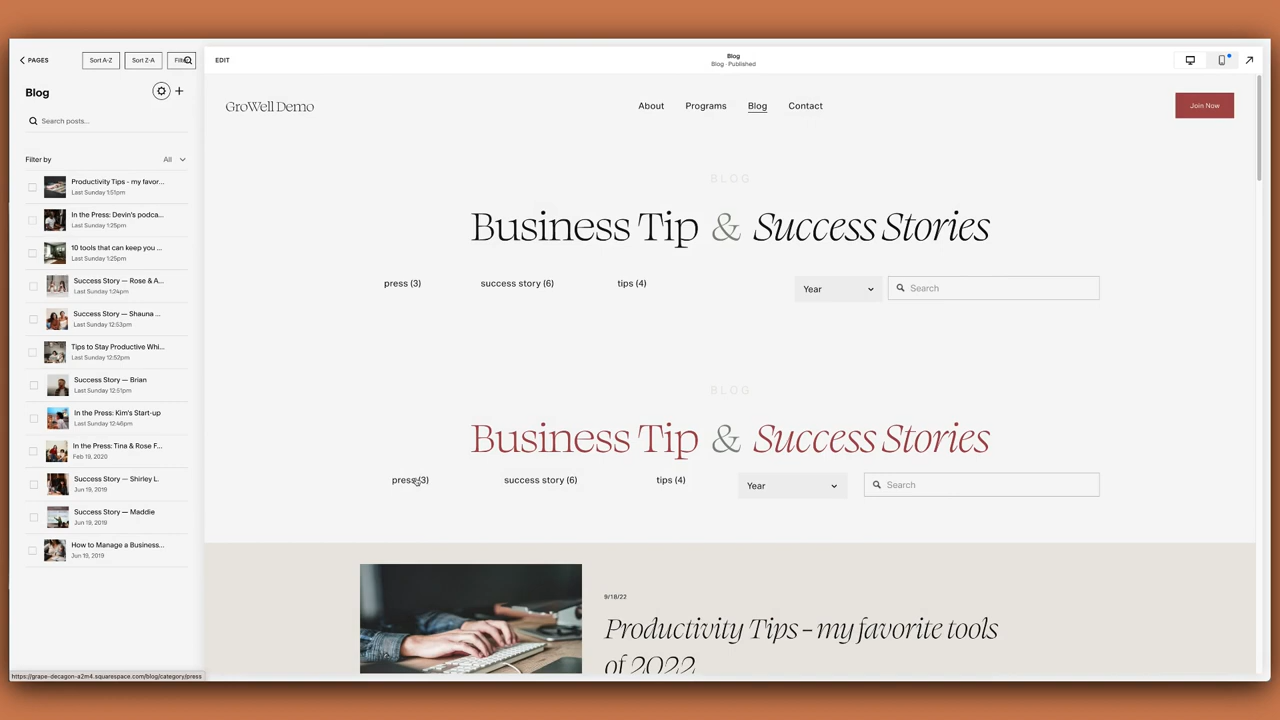 PAGES
Sort A-Z
Sort Z-A
EDIT
Blog
Blog · Published
Blog
Search posts...
Filter by
All
Productivity Tips - my favor...
Last Sunday 1:51pm
In the Press: Devin's podca...
Last Sunday 1:25pm
10 tools that can keep you ...
Last Sunday 1:25pm
Success Story — Rose & A...
Last Sunday 1:24pm
Success Story — Shauna ...
Last Sunday 12:53pm
Tips to Stay Productive Whi...
Last Sunday 12:52pm
Success Story — Brian
Last Sunday 12:51pm
In the Press: Kim's Start-up
Last Sunday 12:46pm
In the Press: Tina & Rose F...
Feb 19, 2020
Success Story — Shirley L.
Jun 19, 2019
Success Story — Maddie
Jun 19, 2019
How to Manage a Business...
Jun 19, 2019
https://grape-decagon-a2m4.squarespace.com/blog/category/press
GroWell Demo
About
Programs
Blog
Contact
Join Now
BLOG
Business Tip & Success Stories
press (3)
success story (6)
tips (4)
Year
Search
BLOG
Business Tip & Success Stories
press (3)
success story (6)
tips (4)
Year
Search
9/18/22
Productivity Tips – my favorite tools
of 2022